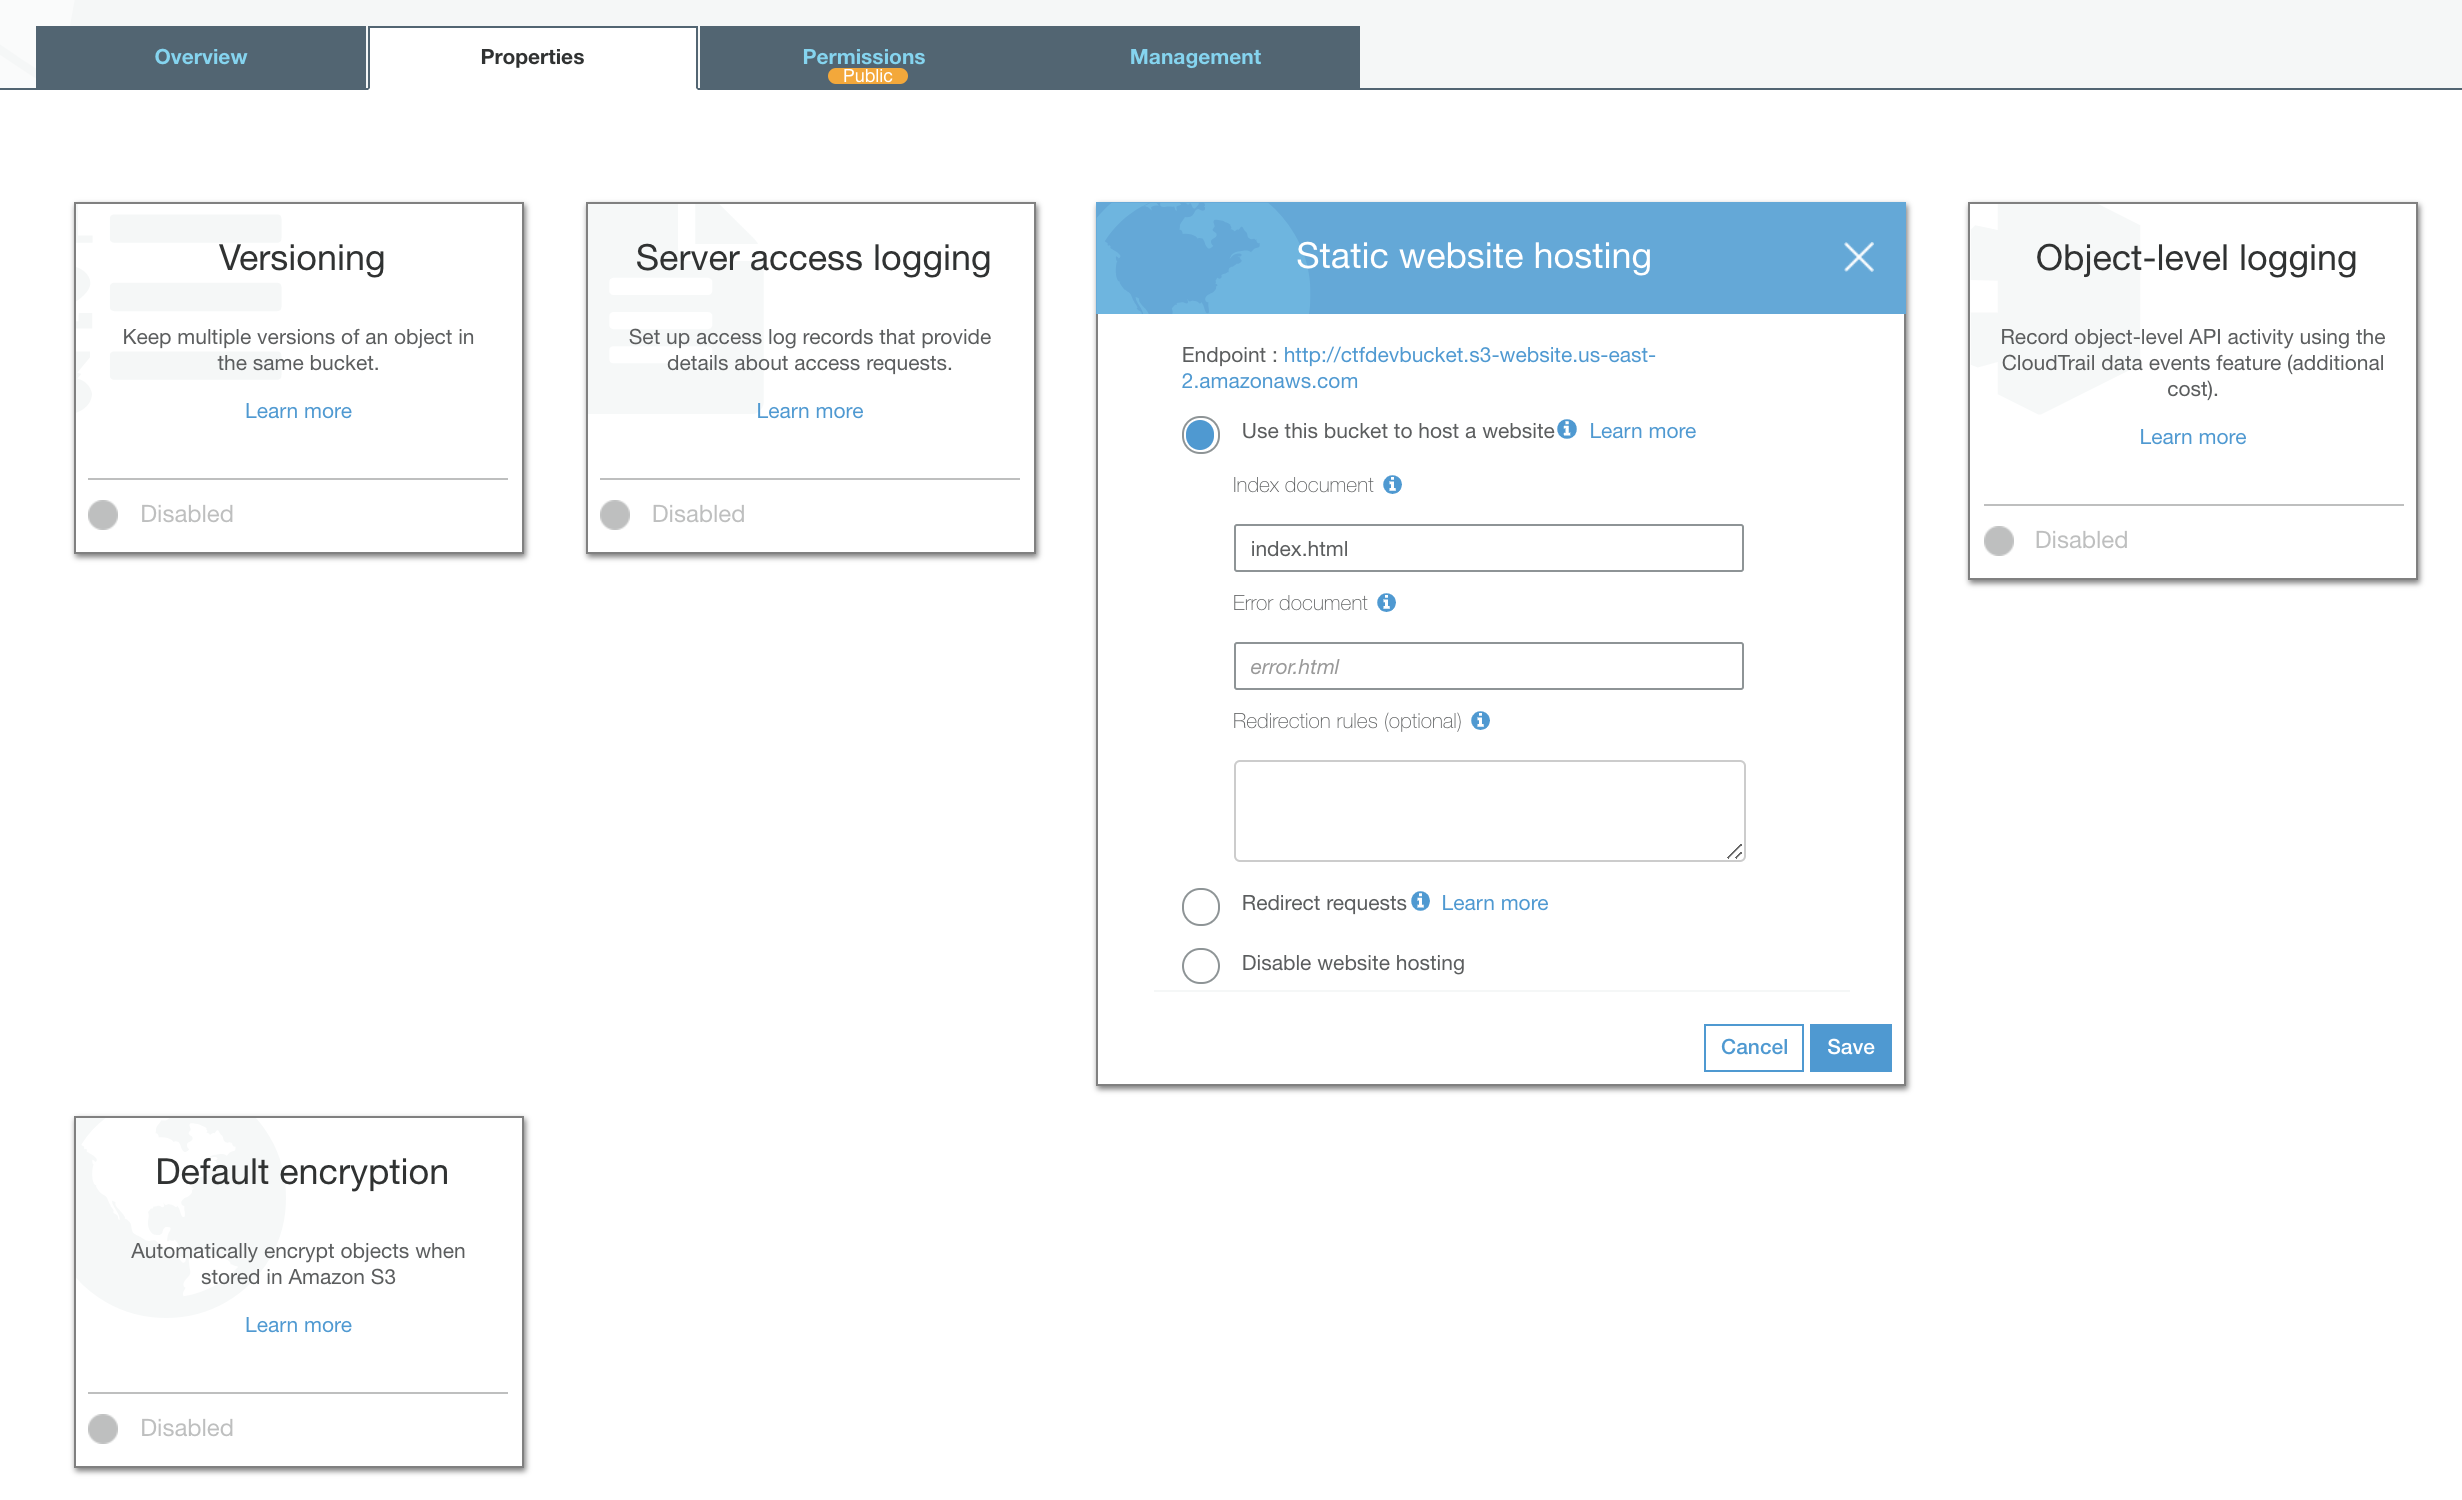 Overview
Properties
Permissions
Public
Management
Versioning
Keep multiple versions of an object in
the same bucket.
Learn more
Disabled
Server access logging
Set up access log records that provide
details about access requests.
Learn more
Disabled
Static website hosting
Endpoint : http://ctfdevbucket.s3-website.us-east-
2.amazonaws.com
Use this bucket to host a website Learn more
Index document
index.html
Error document
error.html
Redirection rules (optional)
Redirect requests Learn more
Disable website hosting
Cancel Save
Object-level logging
Record object-level API activity using the
CloudTrail data events feature (additional
cost).
Learn more
Disabled
Default encryption
Automatically encrypt objects when
stored in Amazon S3
Learn more
Disabled